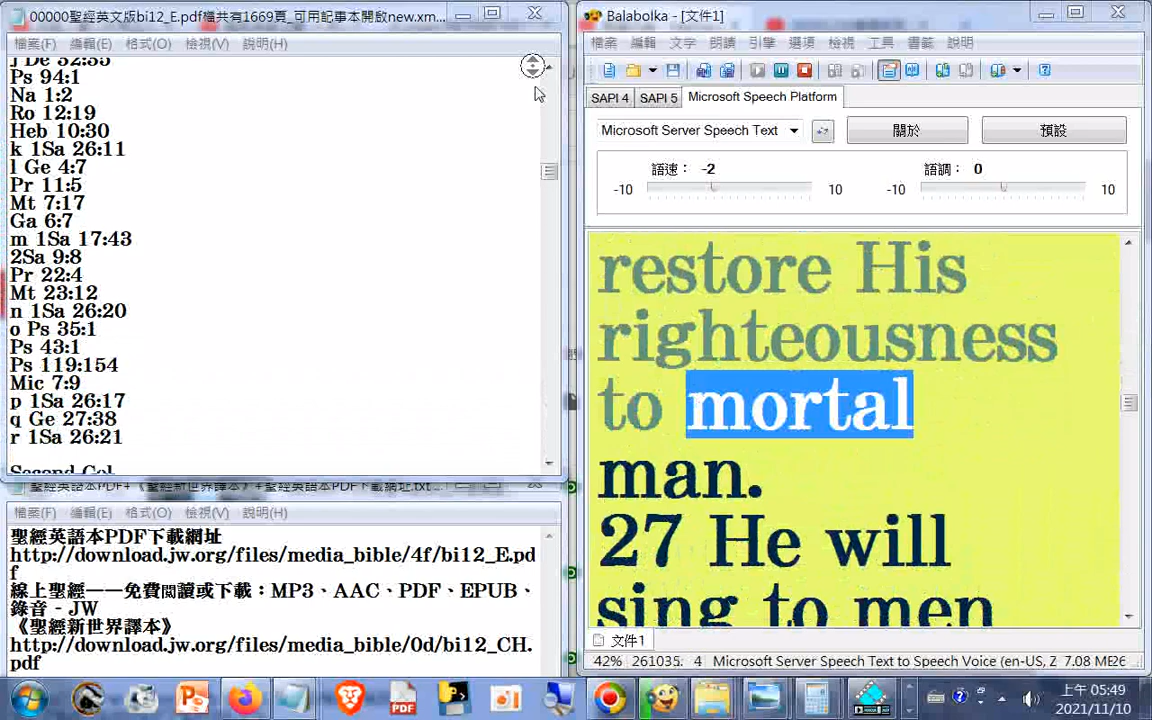 00000聖經英文版bi12_E.pdf檔共有1669頁_可用記事本開啟new.xm...
檔案(F) 編輯(E) 格式(O) 檢視(V) 說明(H)
j De 32:35
Ps 94:1
Na 1:2
Ro 12:19
Heb 10:30
k 1Sa 26:11
l Ge 4:7
Pr 11:5
Mt 7:17
Ga 6:7
m 1Sa 17:43
2Sa 9:8
Pr 22:4
Mt 23:12
n 1Sa 26:20
o Ps 35:1
Ps 43:1
Ps 119:154
Mic 7:9
p 1Sa 26:17
q Ge 27:38
r 1Sa 26:21
Second Col
聖經英語本PDF+《聖經新世界譯本》+聖經英語本PDF下載網址.txt ...
檔案(F) 編輯(E) 格式(O) 檢視(V) 說明(H)
聖經英語本PDF下載網址
http://download.jw.org/files/media_bible/4f/bi12_E.pd
f
線上聖經——免費閱讀或下載：MP3、AAC、PDF、EPUB、
錄音 - JW
《聖經新世界譯本》
http://download.jw.org/files/media_bible/0d/bi12_CH.
pdf
Balabolka - [文件1]
檔案 編輯 文字 朗讀 引擎 選項 檢視 工具 書籤 說明
SAPI 4 SAPI 5 Microsoft Speech Platform
Microsoft Server Speech Text 關於 預設
語速： -2 語調： 0
-10 10 -10 10
restore His
righteousness
to mortal
man.
27 He will
sing to men
文件1
42% 261035. 4 Microsoft Server Speech Text to Speech Voice (en-US, Z 7.08 ME26
上午 05:49
2021/11/10